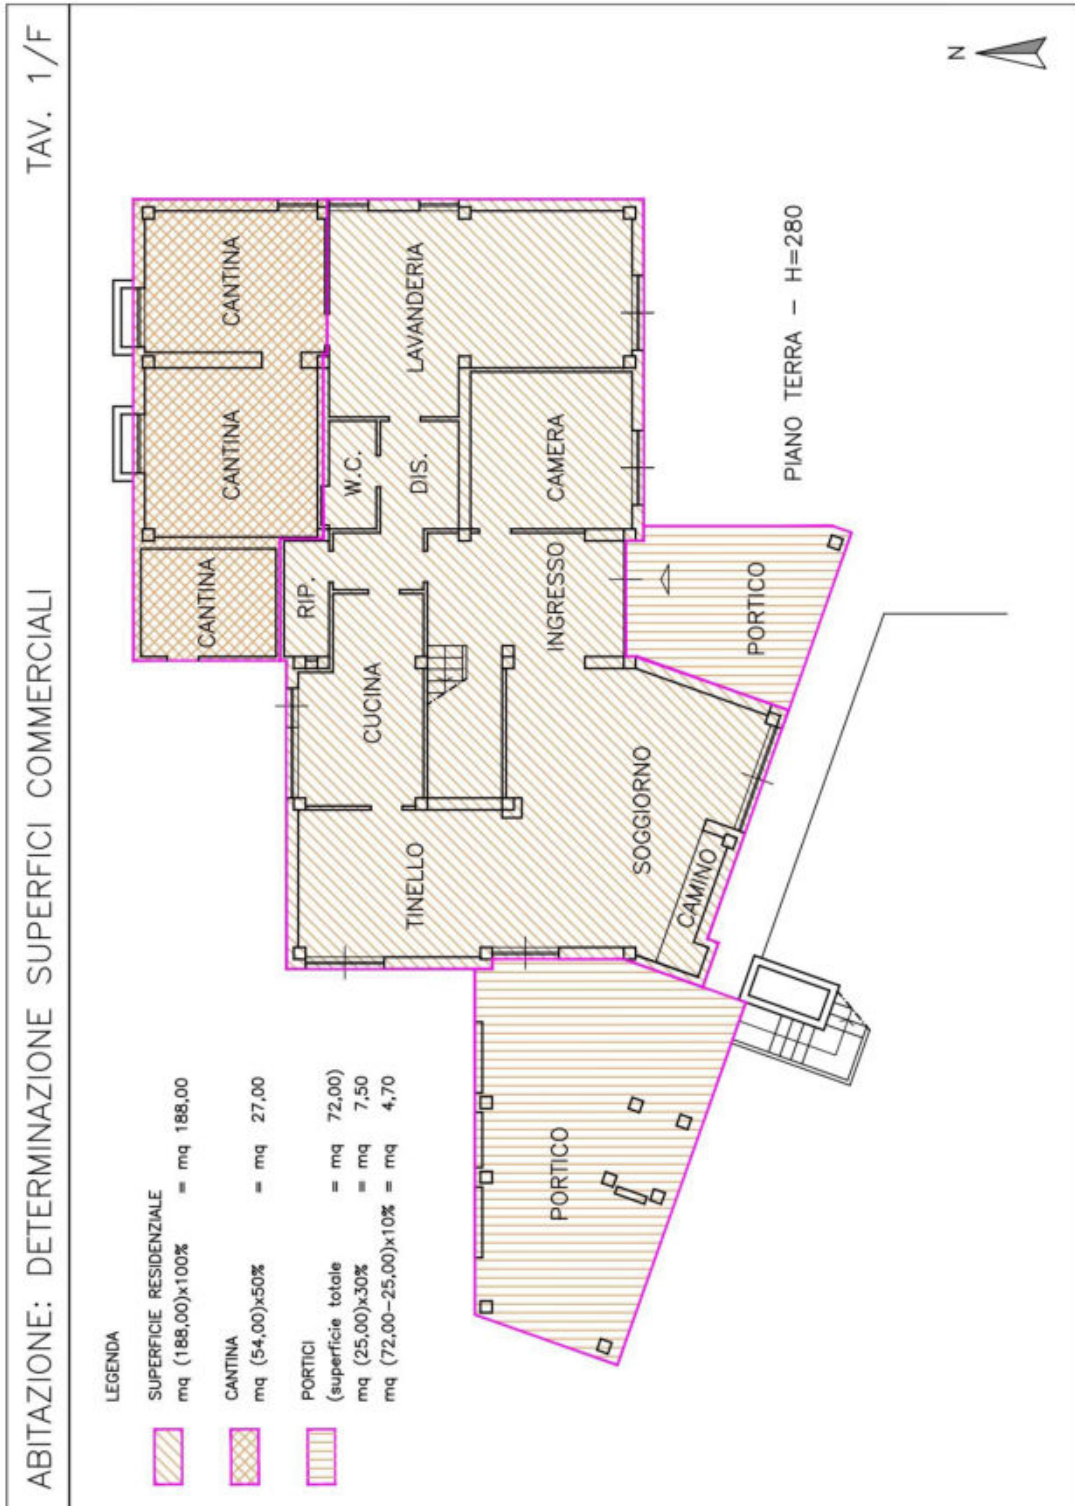 ABITAZIONE: DETERMINAZIONE SUPERFICI COMMERCIALI TAV. 1/F
N
LEGENDA
SUPERFICIE RESIDENZIALE
mq (188,00)x100% = mq 188,00
CANTINA
mq (54,00)x50% = mq 27,00
PORTICI
(superficie totale = mq 72,00)
mq (25,00)x30% = mq 7,50
mq (72,00-25,00)x10% = mq 4,70
CANTINA
CANTINA
CANTINA
RIP.
W.C.
CUCINA
DIS.
LAVANDERIA
TINELLO
INGRESSO
CAMERA
PORTICO
SOGGIORNO
CAMINO
PORTICO
PIANO TERRA - H=280